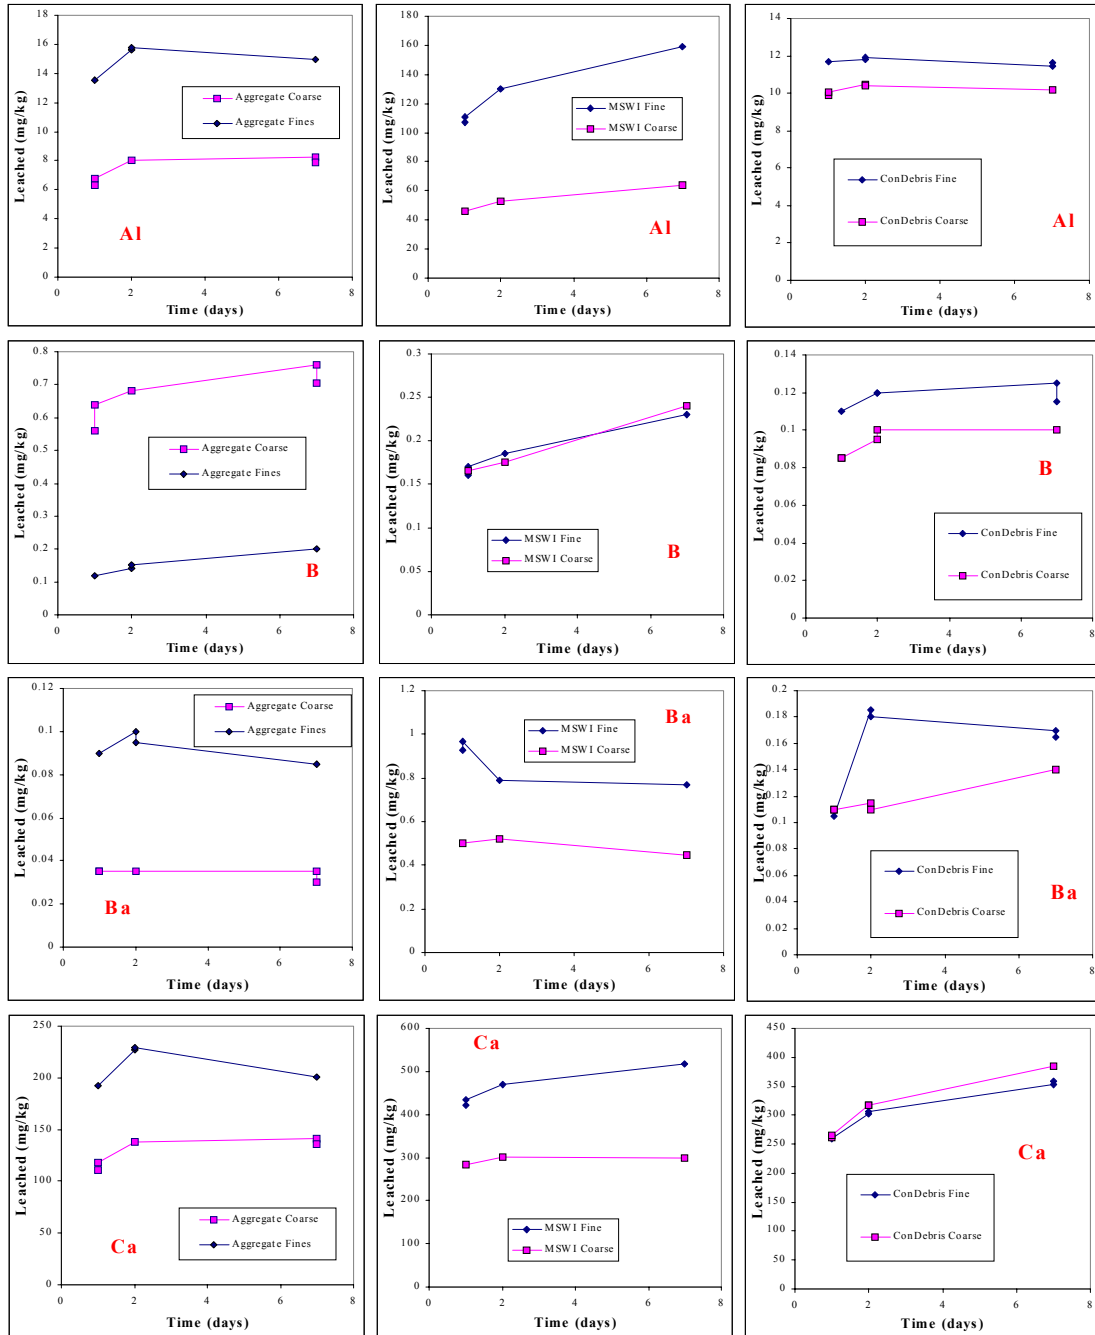 18
16
14
12
10
8
6
4
2
0
0 2 4 6 8
Leached (mg/kg)
Time (days)
Aggregate Coarse
Aggregate Fines
Al
180
160
140
120
100
80
60
40
20
0
0 2 4 6 8
Leached (mg/kg)
Time (days)
MSWI Fine
MSWI Coarse
Al
14
12
10
8
6
4
2
0
0 2 4 6 8
Leached (mg/kg)
Time (days)
ConDebris Fine
ConDebris Coarse
Al
0.8
0.7
0.6
0.5
0.4
0.3
0.2
0.1
0
0 2 4 6 8
Leached (mg/kg)
Time (days)
Aggregate Coarse
Aggregate Fines
B
0.3
0.25
0.2
0.15
0.1
0.05
0
0 2 4 6 8
Leached (mg/kg)
Time (days)
MSWI Fine
MSWI Coarse
B
0.14
0.12
0.1
0.08
0.06
0.04
0.02
0
0 2 4 6 8
Leached (mg/kg)
Time (days)
ConDebris Fine
ConDebris Coarse
B
0.12
0.1
0.08
0.06
0.04
0.02
0
0 2 4 6 8
Leached (mg/kg)
Time (days)
Aggregate Coarse
Aggregate Fines
Ba
1.2
1
0.8
0.6
0.4
0.2
0
0 2 4 6 8
Leached (mg/kg)
Time (days)
MSWI Fine
MSWI Coarse
Ba
0.2
0.18
0.16
0.14
0.12
0.1
0.08
0.06
0.04
0.02
0
0 2 4 6 8
Leached (mg/kg)
Time (days)
ConDebris Fine
ConDebris Coarse
Ba
250
200
150
100
50
0
0 2 4 6 8
Leached (mg/kg)
Time (days)
Aggregate Coarse
Aggregate Fines
Ca
600
500
400
300
200
100
0
0 2 4 6 8
Leached (mg/kg)
Time (days)
MSWI Fine
MSWI Coarse
Ca
450
400
350
300
250
200
150
100
50
0
0 2 4 6 8
Leached (mg/kg)
Time (days)
ConDebris Fine
ConDebris Coarse
Ca